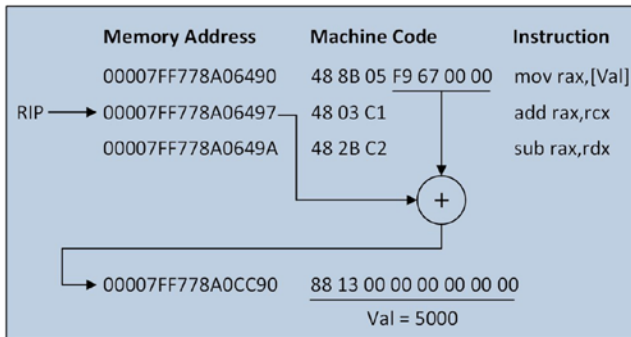 Memory Address Machine Code Instruction
00007FF778A06490 48 8B 05 F9 67 00 00 mov rax,[Val]
RIP 00007FF778A06497 48 03 C1 add rax,rcx
00007FF778A0649A 48 2B C2 sub rax,rdx
+
00007FF778A0CC90 88 13 00 00 00 00 00 00
Val = 5000